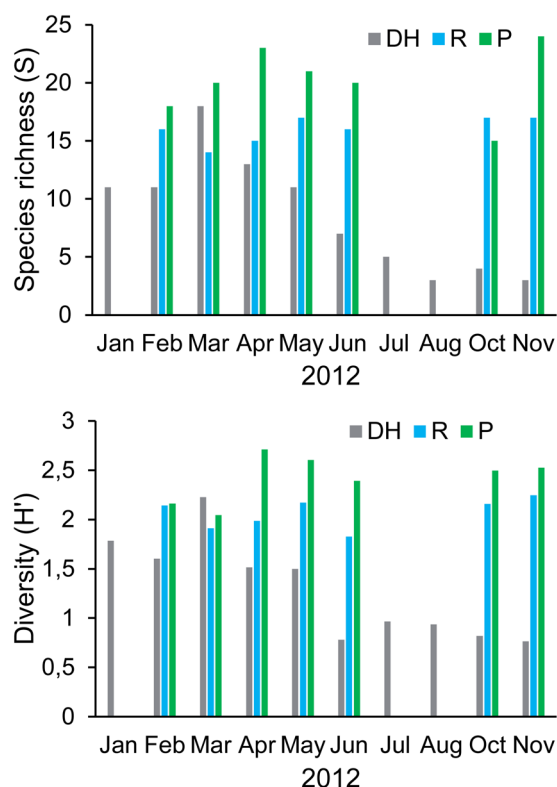 Species richness (S)
25
20
15
10
5
0
DH R P
Jan Feb Mar Apr May Jun Jul Aug Oct Nov
2012
Diversity (H')
3
2,5
2
1,5
1
0,5
0
DH R P
Jan Feb Mar Apr May Jun Jul Aug Oct Nov
2012